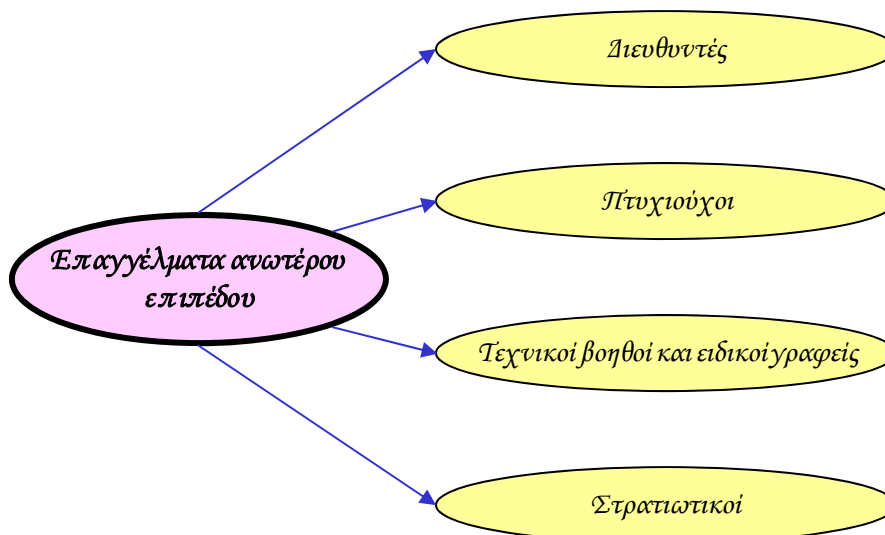 Διευθυντές
Πτυχιούχοι
Επαγγέλματα ανωτέρου
επιπέδου
Τεχνικοί βοηθοί και ειδικοί γραφείς
Στρατιωτικοί